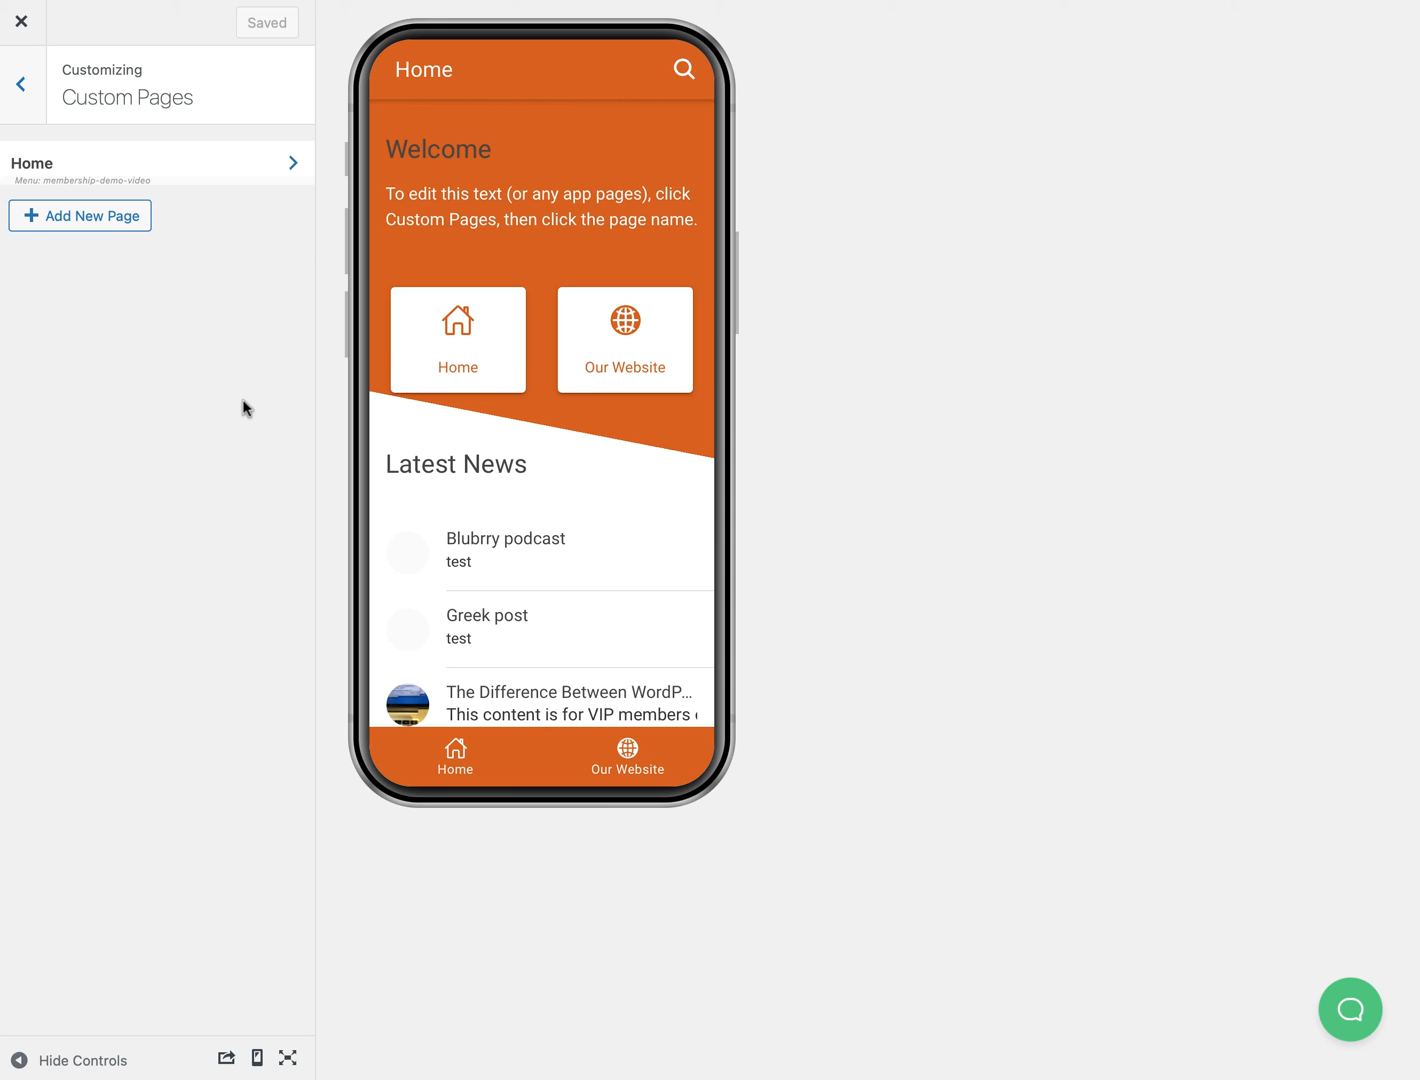 Saved
Customizing
Custom Pages
Home
Menu: membership-demo-video
Add New Page
Home
Welcome
To edit this text (or any app pages), click
Custom Pages, then click the page name.
Home
Our Website
Latest News
Blubrry podcast
test
Greek post
test
The Difference Between WordP...
This content is for VIP members
Home
Our Website
Hide Controls